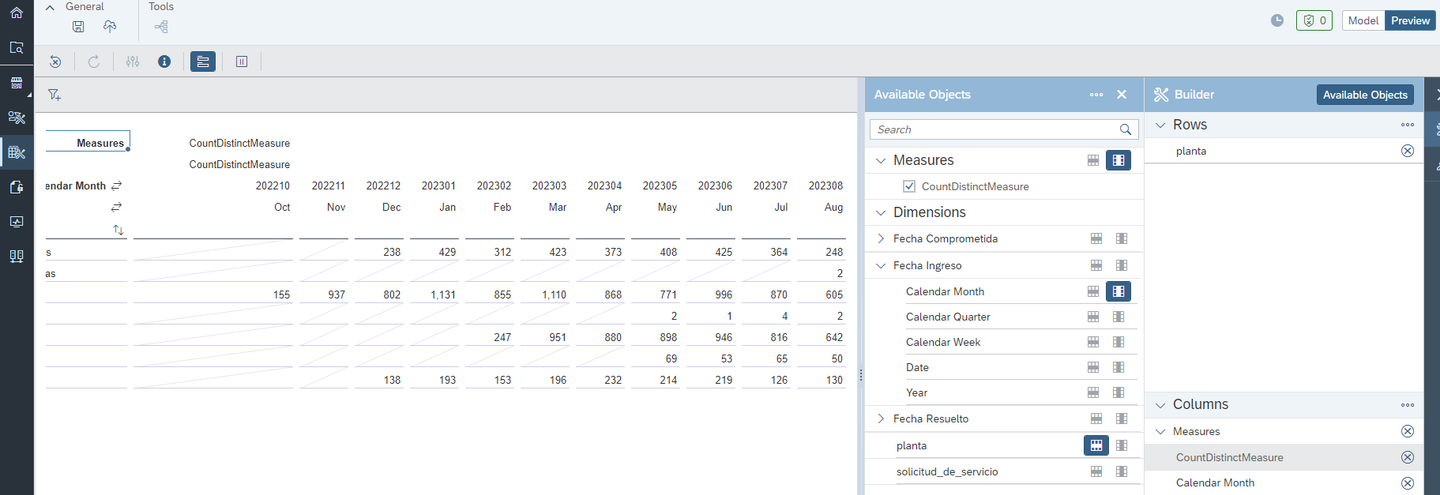 General
Tools
0
Model
Preview
Measures
CountDistinctMeasure
CountDistinctMeasure
endar Month
202210 202211 202212 202301 202302 202303 202304 202305 202306 202307 202308
Oct Nov Dec Jan Feb Mar Apr May Jun Jul Aug
s 238 429 312 423 373 408 425 364 248
as 2
155 937 802 1,131 855 1,110 868 771 996 870 605
2 1 4 2
247 951 880 898 946 816 642
69 53 65 50
138 193 153 196 232 214 219 126 130
Available Objects
Search
Measures
CountDistinctMeasure
Dimensions
Fecha Comprometida
Fecha Ingreso
Calendar Month
Calendar Quarter
Calendar Week
Date
Year
Fecha Resuelto
planta
solicitud_de_servicio
Builder
Available Objects
Rows
planta
Columns
Measures
CountDistinctMeasure
Calendar Month